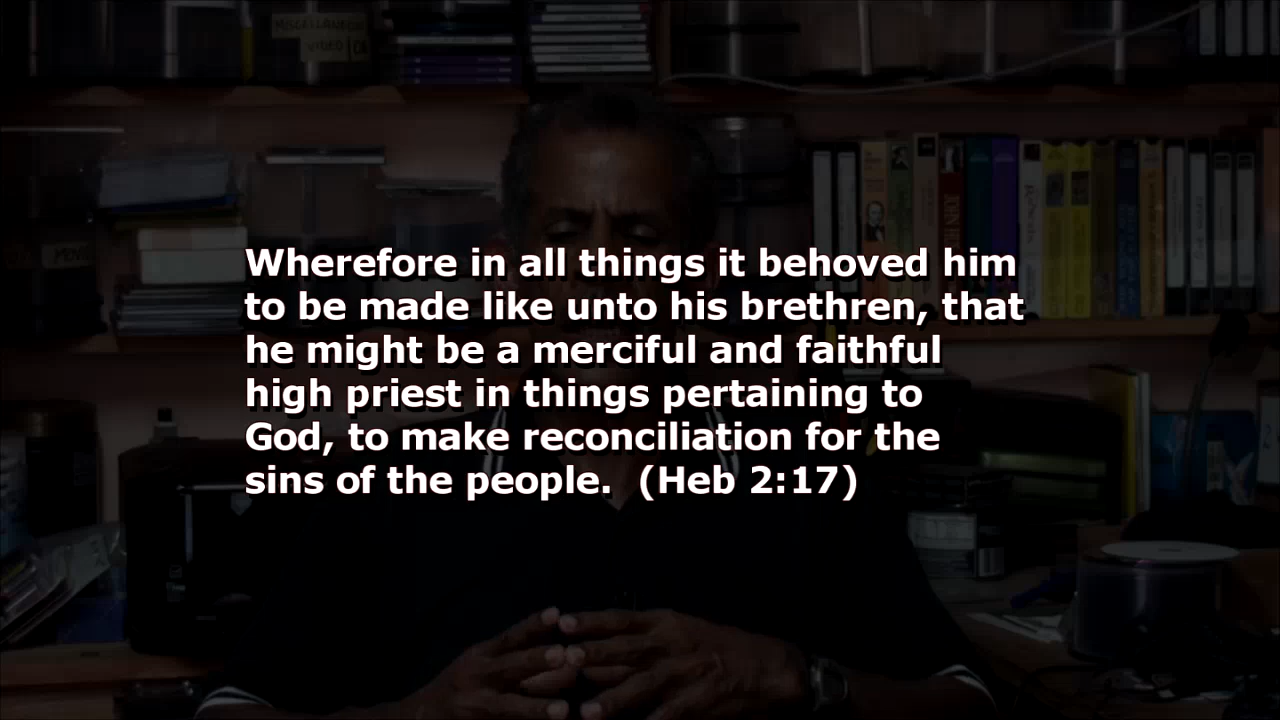 MISCELLANEOUS
VIDEO
Wherefore in all things it behoved him
to be made like unto his brethren, that
he might be a merciful and faithful
high priest in things pertaining to
God, to make reconciliation for the
sins of the people.  (Heb 2:17)